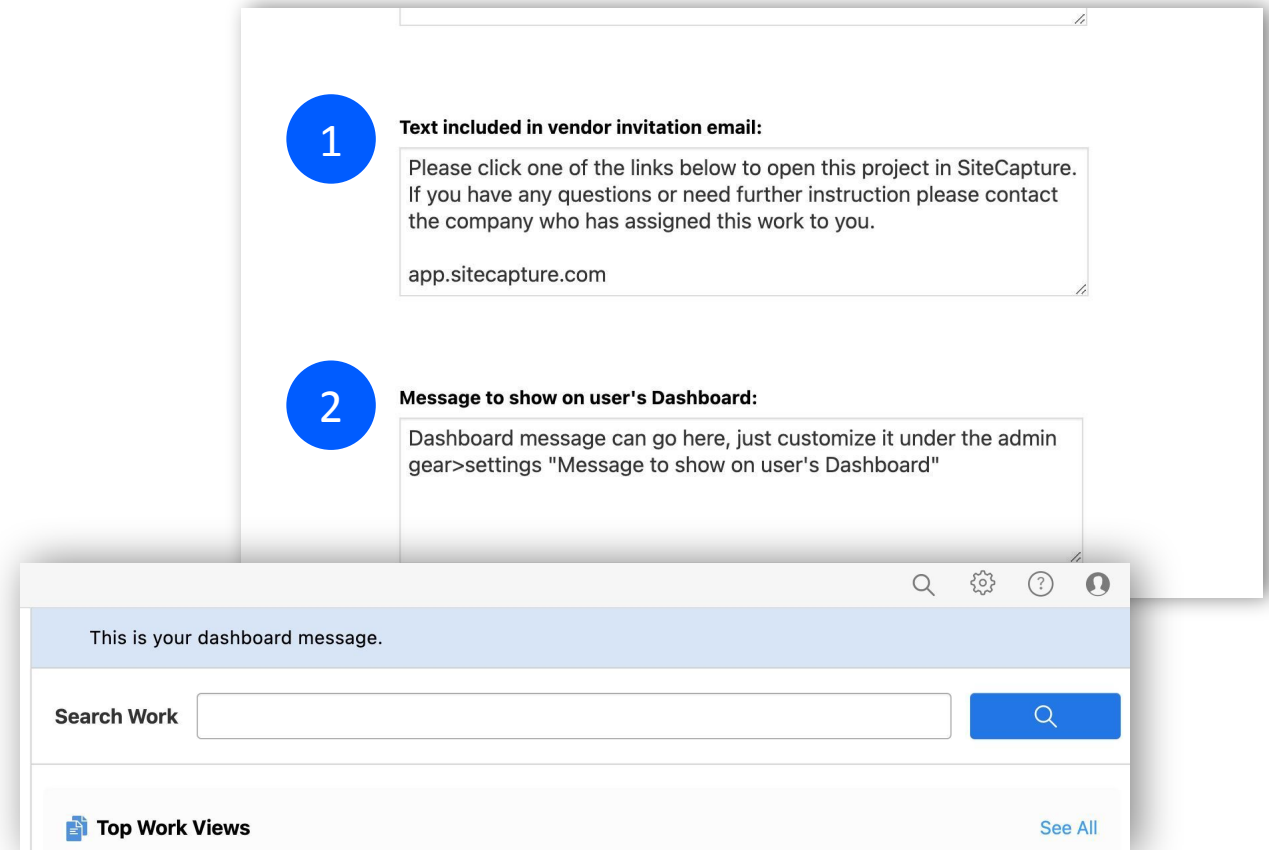 1
Text included in vendor invitation email:
Please click one of the links below to open this project in SiteCapture.
If you have any questions or need further instruction please contact
the company who has assigned this work to you.
app.sitecapture.com
2
Message to show on user's Dashboard:
Dashboard message can go here, just customize it under the admin
gear>settings "Message to show on user's Dashboard"
?
This is your dashboard message.
Search Work
Top Work Views
See All